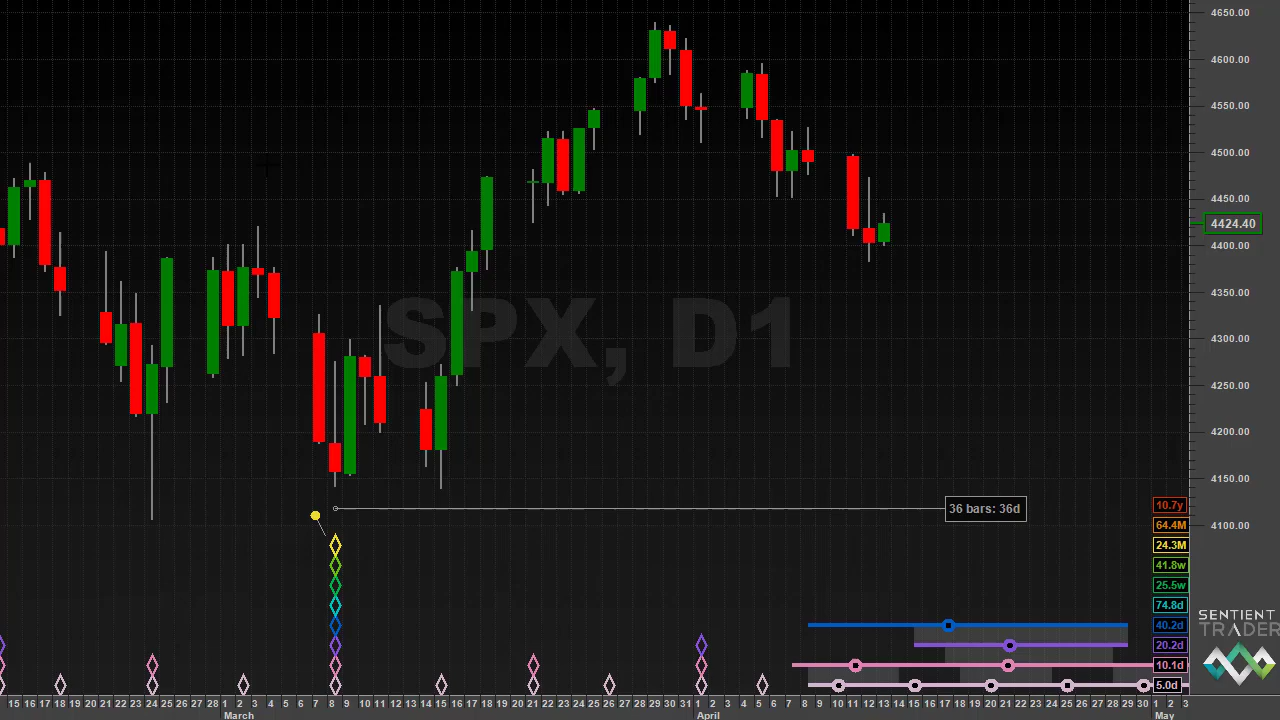 4650.00
4600.00
4550.00
4500.00
4450.00
4424.40
4400.00
4350.00
SPX, D1
4300.00
4250.00
4200.00
4150.00
36 bars: 36d
10.7y
4100.00
64.4M
24.3M
41.8w
25.5w
74.8d
SENTIENT
TRADER
40.2d
20.2d
10.1d
5.0d
15 16 17 18 19 20 21 22 23 24 25 26 27 28 1 2 3 4 5 6 7 8 9 10 11 12 13 14 15 16 17 18 19 20 21 22 23 24 25 26 27 28 29 30 31 1 2 3 4 5 6 7 8 9 10 11 12 13 14 15 16 17 18 19 20 21 22 23 24 25 26 27 28 29 30 1 2 3
March April May